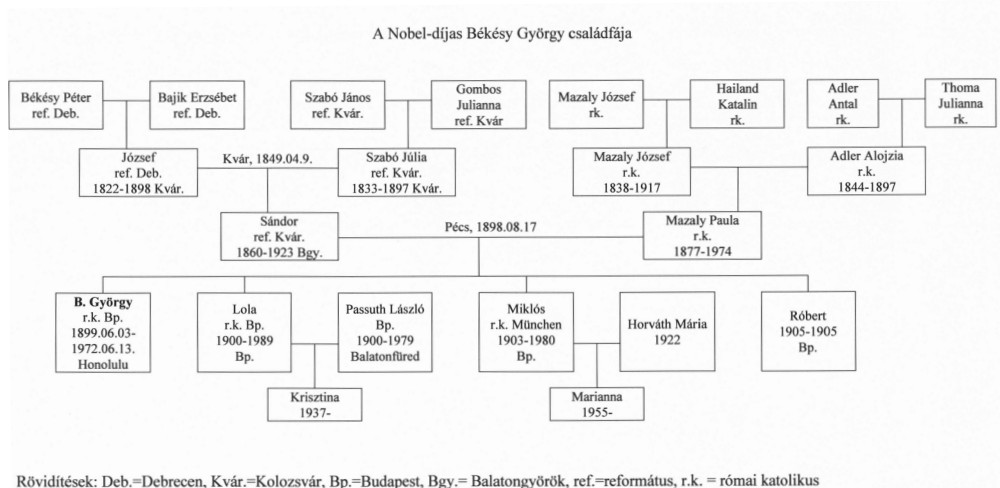 A Nobel-díjas Békésy György családfája
Békésy Péter
ref. Deb.
Bajik Erzsébet
ref. Deb.
Szabó János
ref. Kvár.
Gombos
Julianna
ref. Kvár
Mazaly József
rk.
Hailand
Katalin
rk.
Adler
Antal
rk.
Thoma
Julianna
rk.
József
ref. Deb.
1822-1898 Kvár.
Kvár, 1849.04.9.
Szabó Júlia
ref. Kvár.
1833-1897 Kvár.
Mazaly József
r.k.
1838-1917
Adler Alojzia
r.k.
1844-1897
Sándor
ref. Kvár.
1860-1923 Bgy.
Pécs, 1898.08.17
Mazaly Paula
r.k.
1877-1974
B. György
r.k. Bp.
1899.06.03-
1972.06.13.
Honolulu
Lola
r.k. Bp.
1900-1989
Bp.
Passuth László
Bp.
1900-1979
Balatonfüred
Miklós
r.k. München
1903-1980
Bp.
Horváth Mária
1922
Róbert
1905-1905
Bp.
Krisztina
1937-
Marianna
1955-
Rövidítések: Deb.=Debrecen, Kvár.=Kolozsvár, Bp.=Budapest, Bgy.= Balatongyörök, ref.=református, r.k. = római katolikus